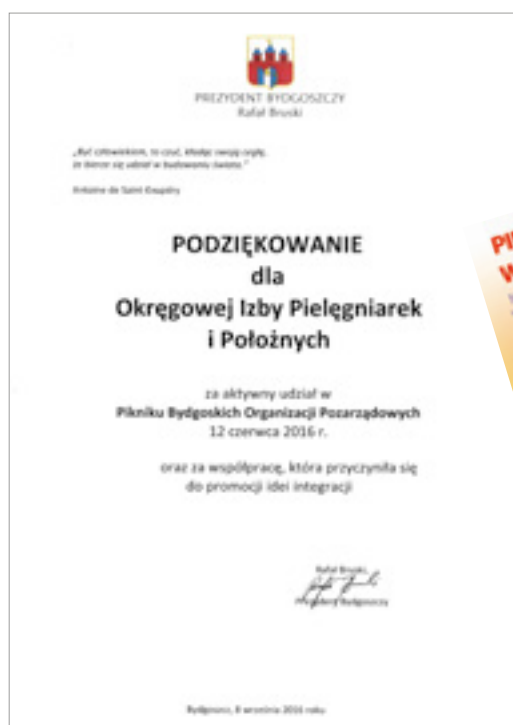 PREZYDENT BYDGOSZCZY
Rafał Bruski
„Być człowiekiem, to czuć, kładąc swoją cegłę,
że bierze się udział w budowaniu świata.”
Antoine de Saint-Exupéry
PODZIĘKOWANIE
dla
Okręgowej Izby Pielęgniarek
i Położnych
za aktywny udział w
Pikniku Bydgoskich Organizacji Pozarządowych
12 czerwca 2016 r.
oraz za współpracę, która przyczyniła się
do promocji idei integracji
Rafał Bruski,
Prezydent Bydgoszczy
Bydgoszcz, 8 września 2016 roku